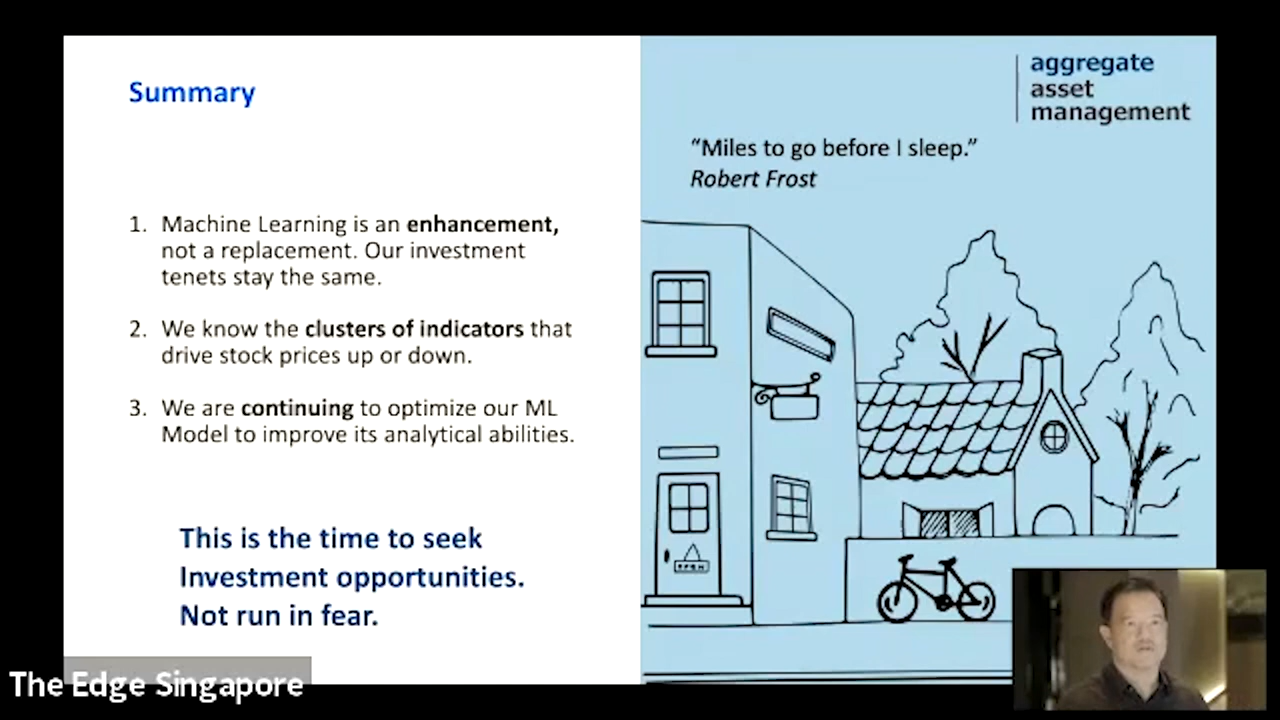 Summary
1. Machine Learning is an enhancement,
not a replacement. Our investment
tenets stay the same.
2. We know the clusters of indicators that
drive stock prices up or down.
3. We are continuing to optimize our ML
Model to improve its analytical abilities.
This is the time to seek
Investment opportunities.
Not run in fear.
aggregate
asset
management
“Miles to go before I sleep.”
Robert Frost
OPEN
The Edge Singapore